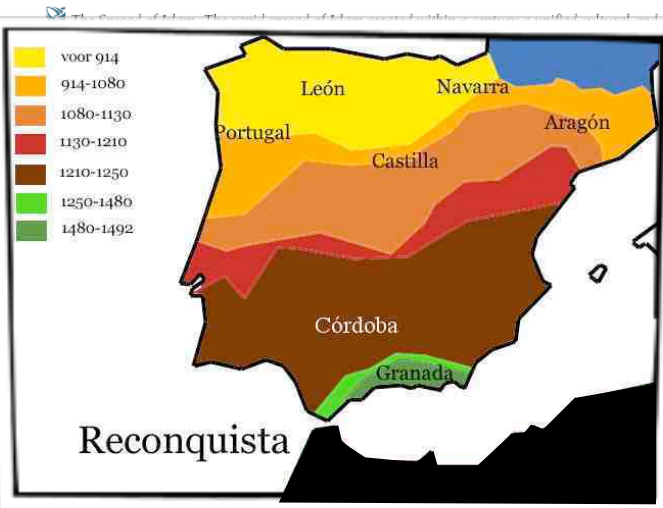 voor 914
914-1080
1080-1130
1130-1210
1210-1250
1250-1480
1480-1492
León
Navarra
Portugal
Aragón
Castilla
Córdoba
Granada
Reconquista